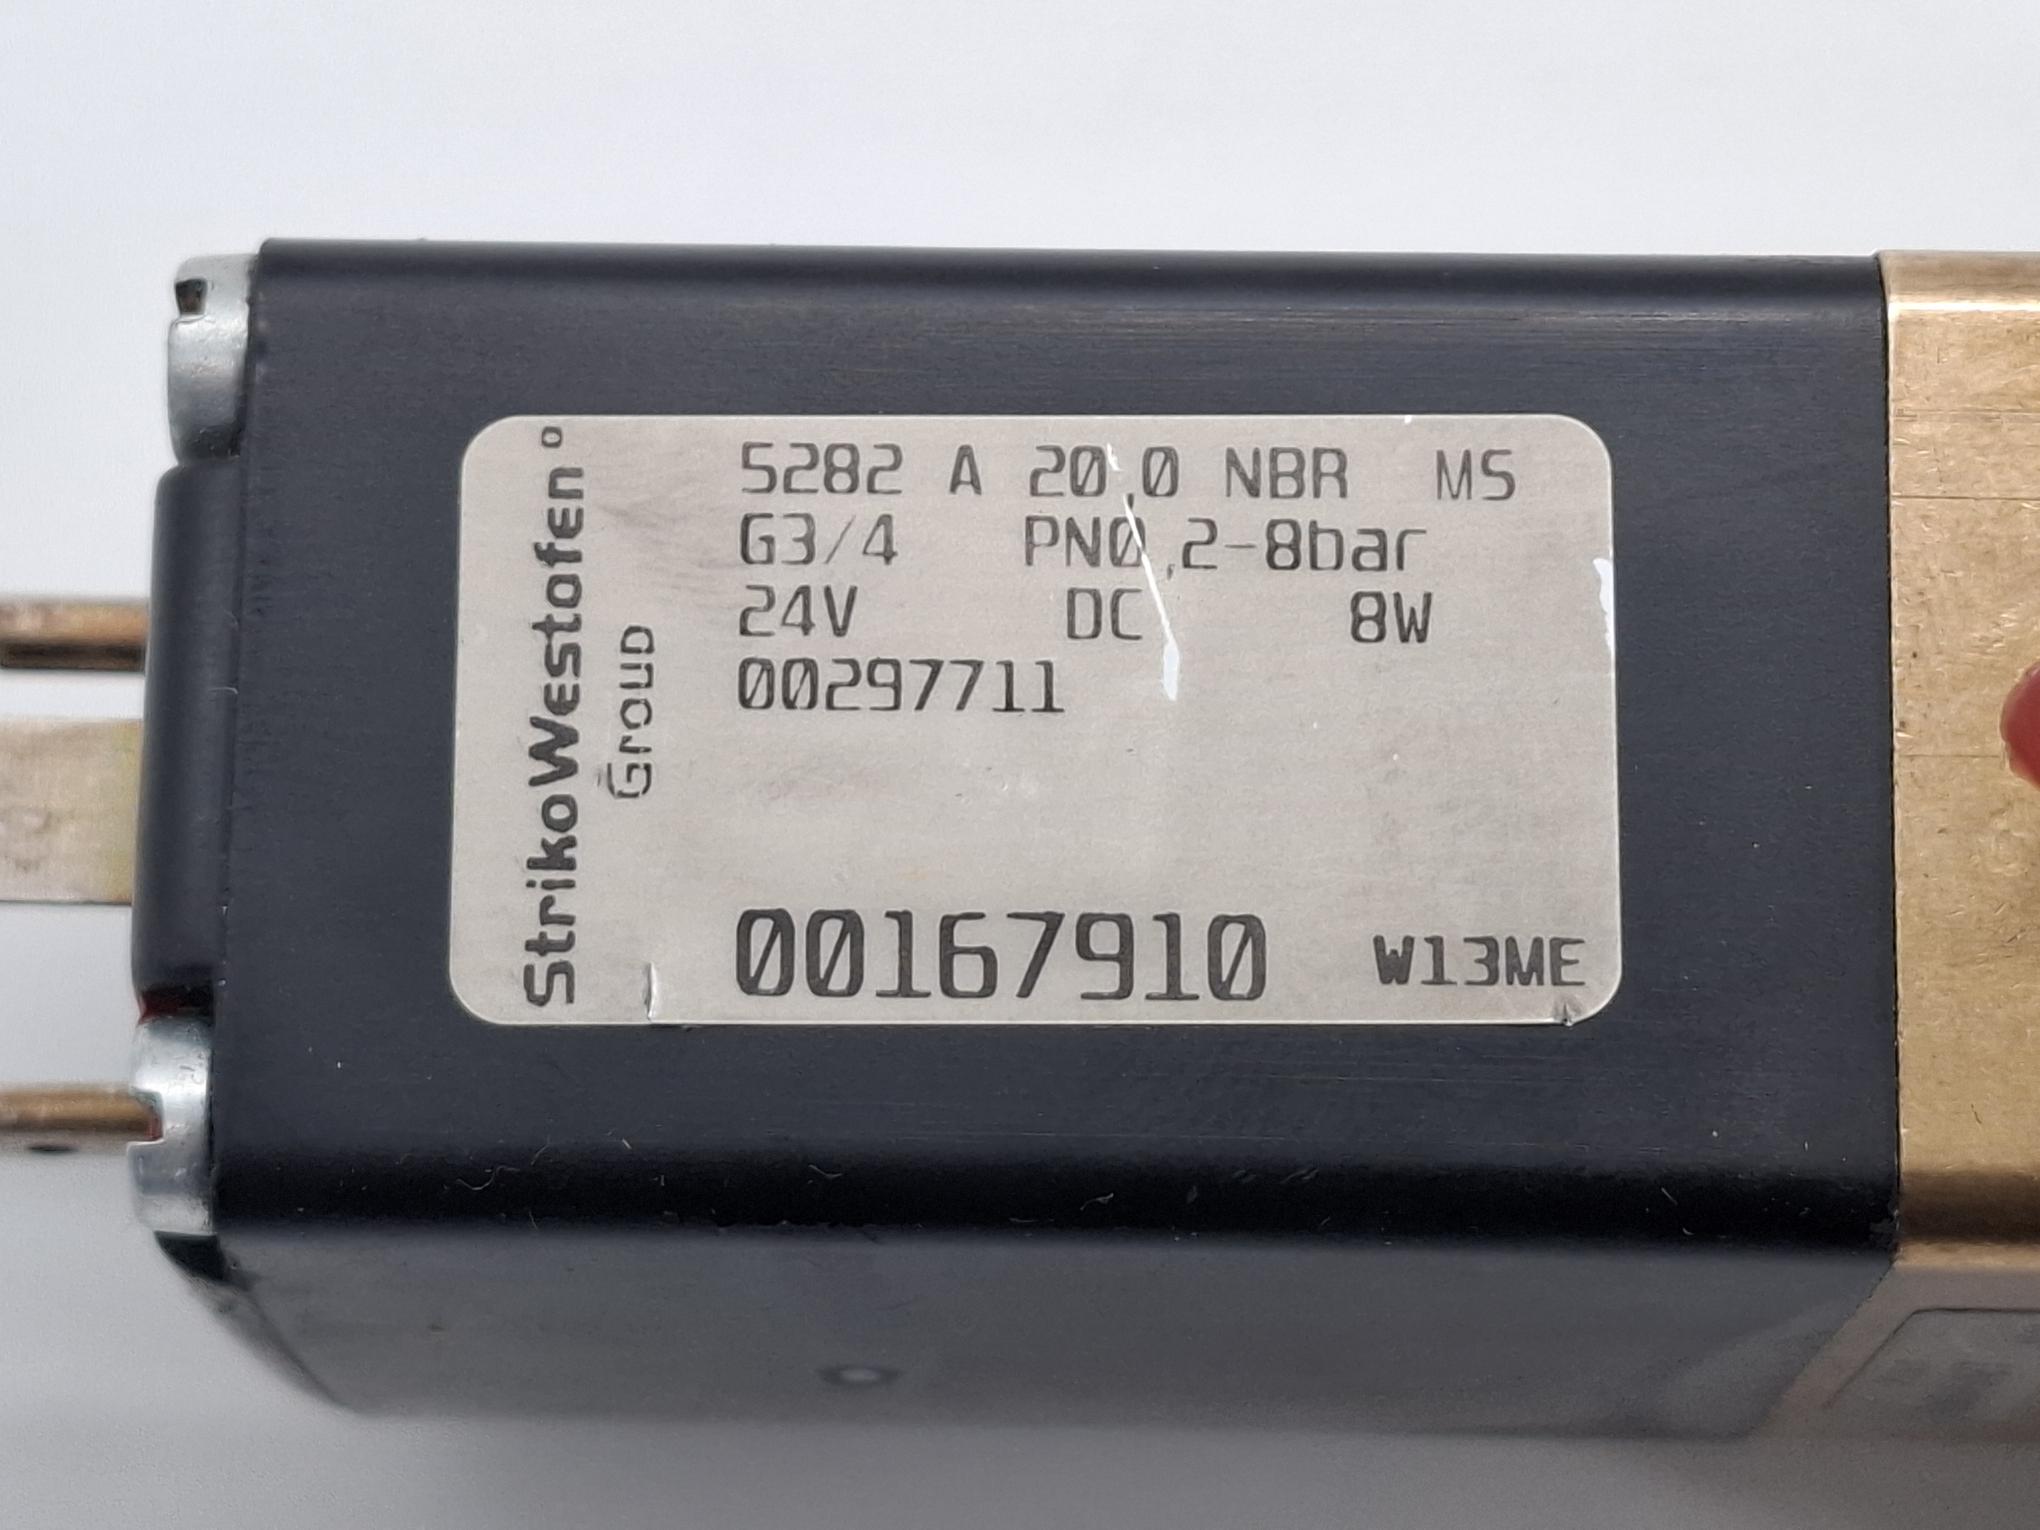 StrikoWestofen°
Group
5282 A 20,0 NBR MS
G3/4 PN0,2-8bar
24V DC 8W
00297711
00167910 W13ME